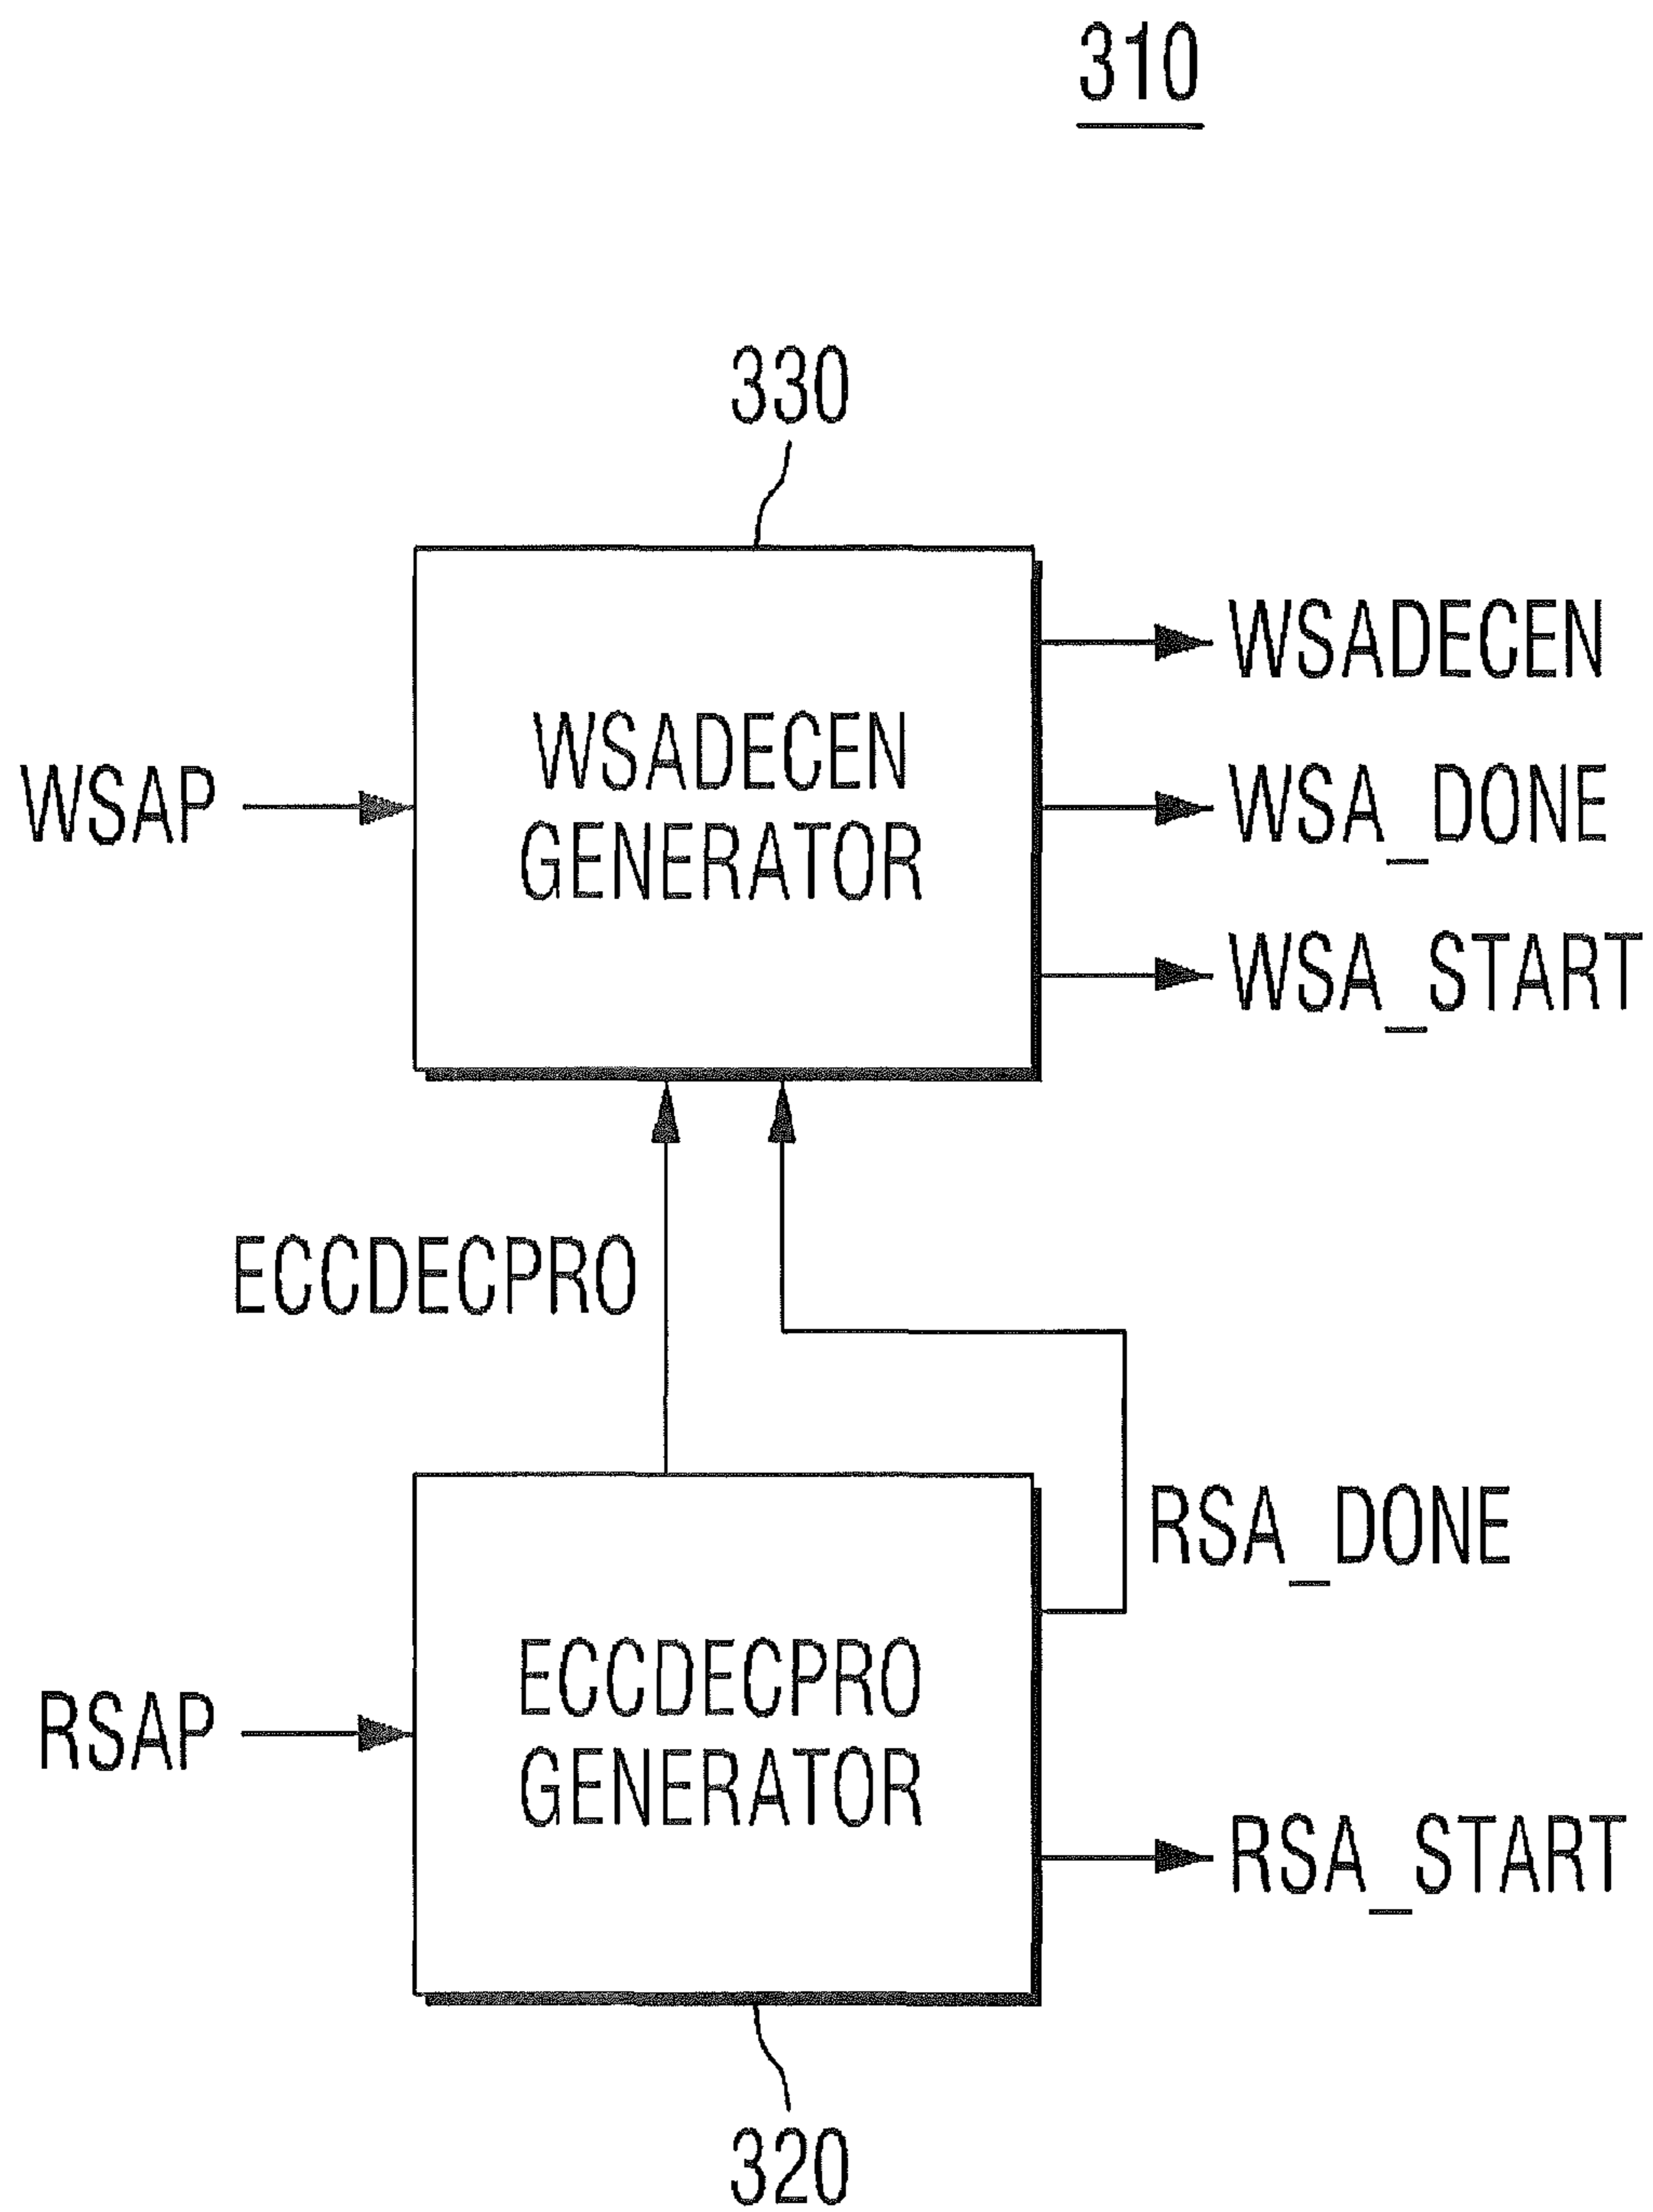 310
330
WSADECEN
WSAP
WSADECEN
GENERATOR
WSA_DONE
WSA_START
ECCDECPRO
RSA_DONE
RSAP
ECCDECPRO
GENERATOR
RSA_START
320